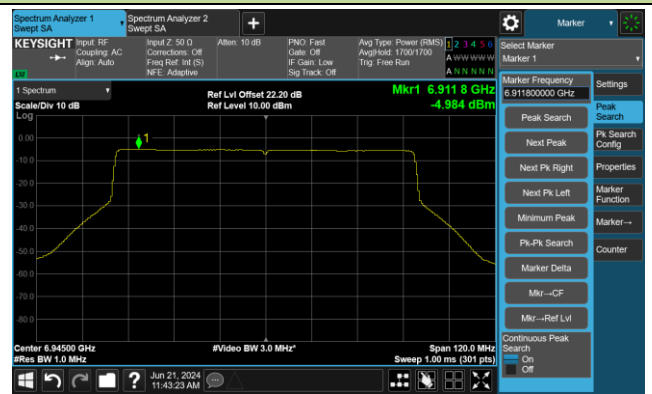 Spectrum Analyzer 1
Swept SA
Spectrum Analyzer 2
Swept SA
+
Marker
KEYSIGHT
Input: RF
Coupling: AC
Align: Auto
Input Z: 50 Ω
Corrections: Off
Freq Ref: Int (S)
NFE: Adaptive
Atten: 10 dB
PNO: Fast
Gate: Off
IF Gain: Low
Sig Track: Off
Avg Type: Power (RMS)
Avg|Hold: 1700/1700
Trig: Free Run
1 2 3 4 5 6
A W W W W W
A N N N N N
LXI
Select Marker
Marker 1
1 Spectrum
Scale/Div 10 dB
Log
Ref Lvl Offset 22.20 dB
Ref Level 10.00 dBm
Mkr1 6.911 8 GHz
-4.984 dBm
1
0.00
-10.0
-20.0
-30.0
-40.0
-50.0
-60.0
-70.0
-80.0
Center 6.94500 GHz
#Res BW 1.0 MHz
#Video BW 3.0 MHz*
Span 120.0 MHz
Sweep 1.00 ms (301 pts)
Marker Frequency
6.911800000 GHz
Peak Search
Next Peak
Next Pk Right
Next Pk Left
Minimum Peak
Pk-Pk Search
Marker Delta
Mkr→CF
Mkr→Ref Lvl
Continuous Peak
Search
On
Off
Settings
Peak
Search
Pk Search
Config
Properties
Marker
Function
Marker→
Counter
?
Jun 21, 2024
11:43:23 AM